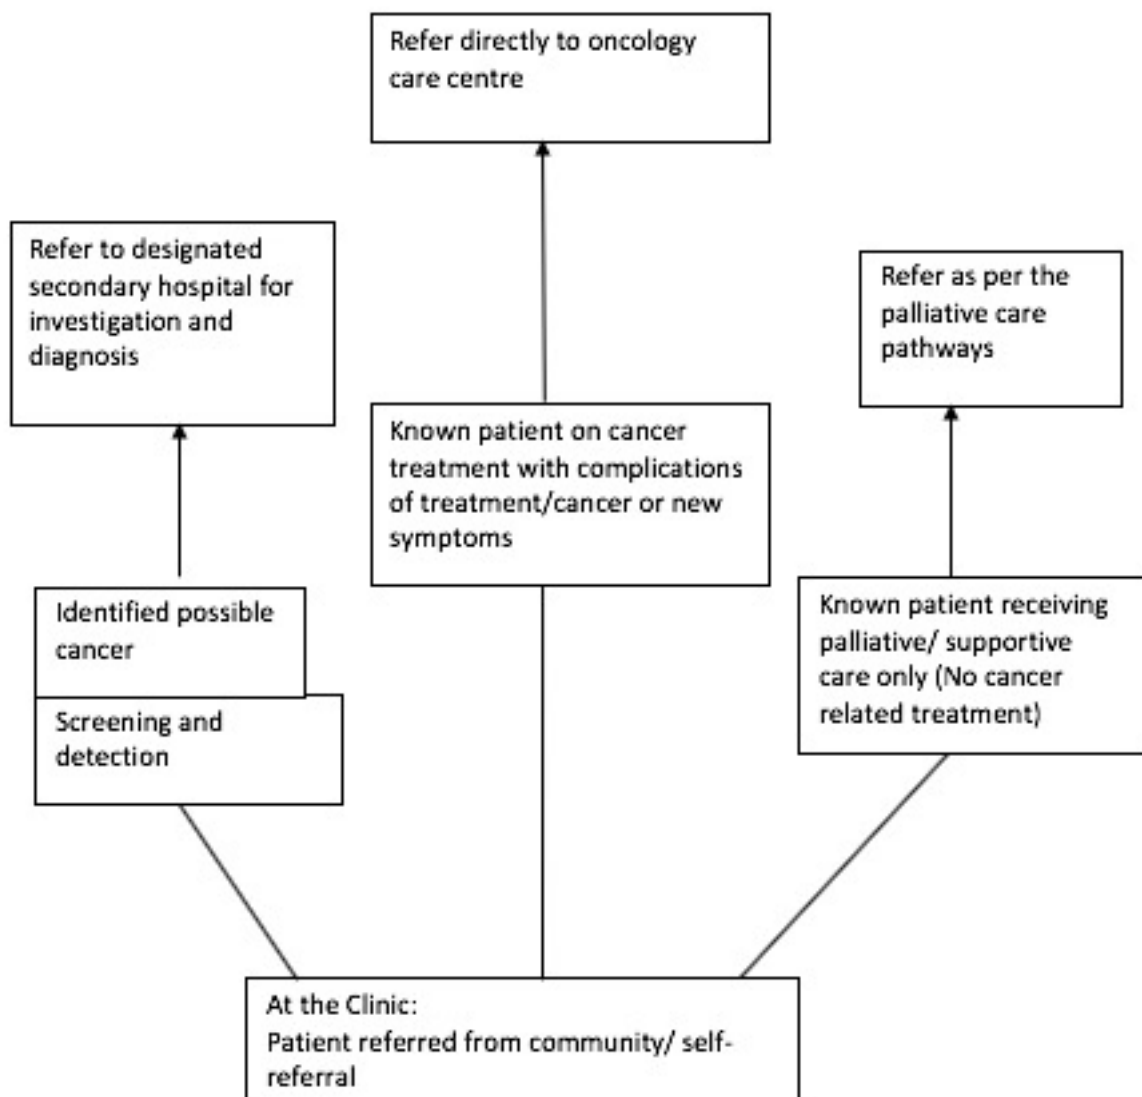 Refer directly to oncology
care centre
Refer to designated
secondary hospital for
investigation and
diagnosis
Refer as per the
palliative care
pathways
Known patient on cancer
treatment with complications
of treatment/cancer or new
symptoms
Identified possible
cancer
Screening and
detection
Known patient receiving
palliative/ supportive
care only (No cancer
related treatment)
At the Clinic:
Patient referred from community/ self-
referral